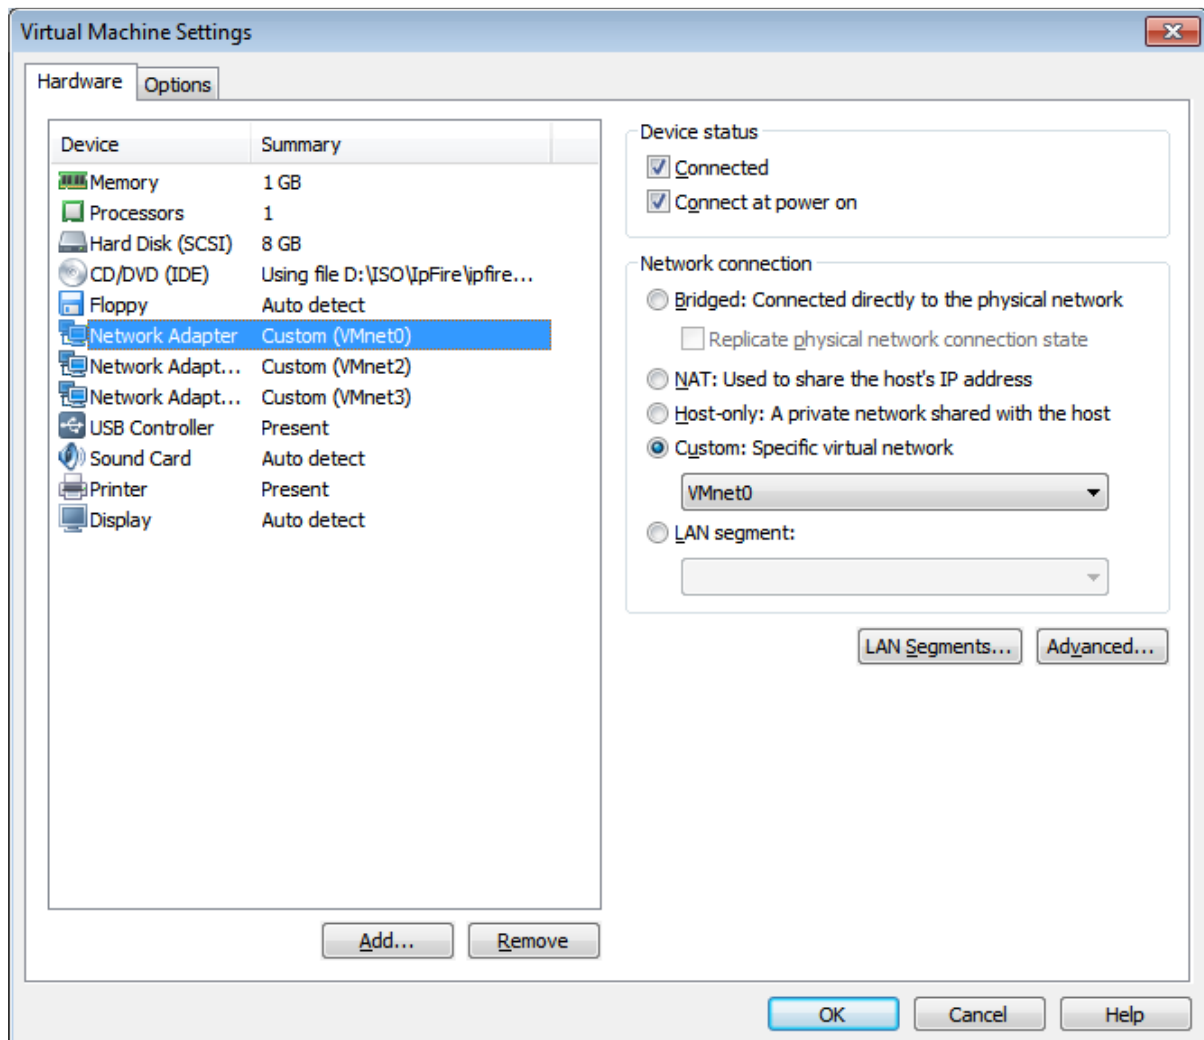 Virtual Machine Settings
Hardware Options
Device Summary
Memory 1 GB
Processors 1
Hard Disk (SCSI) 8 GB
CD/DVD (IDE) Using file D:\ISO\IpFire\ipfire...
Floppy Auto detect
Network Adapter Custom (VMnet0)
Network Adapt... Custom (VMnet2)
Network Adapt... Custom (VMnet3)
USB Controller Present
Sound Card Auto detect
Printer Present
Display Auto detect
Add... Remove
Device status
Connected
Connect at power on
Network connection
Bridged: Connected directly to the physical network
Replicate physical network connection state
NAT: Used to share the host's IP address
Host-only: A private network shared with the host
Custom: Specific virtual network
VMnet0
LAN segment:
LAN Segments... Advanced...
OK Cancel Help